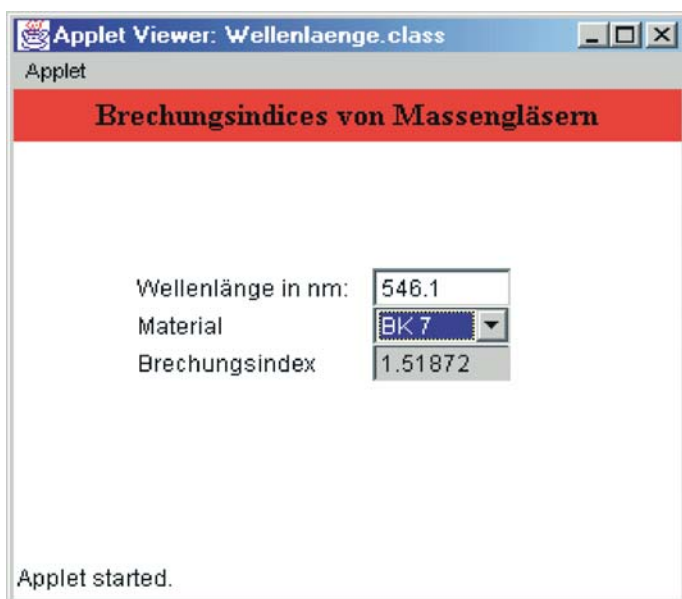 Applet Viewer: Wellenlaenge.class
Applet
Brechungsindices von Massengläsern
Wellenlänge in nm: 546.1
Material BK 7
Brechungsindex 1.51872
Applet started.